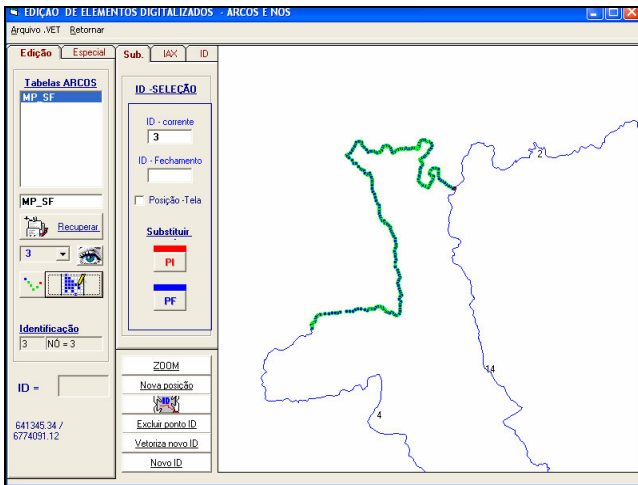 EDIÇÃO DE ELEMENTOS DIGITALIZADOS - ARCOS E NOS
Arquivo .VET Retornar
Edição Especial
Tabelas ARCOS
MP_SF
MP_SF
Recuperar
3
Identificação
3 NÓ = 3
ID =
641345.34 /
6774091.12
Sub. IAX ID
ID -SELEÇÃO
ID - corrente
3
ID - Fechamento
Posição -Tela
Substituir
PI
PF
ZOOM
Nova posição
ID
Excluir ponto ID
Vetoriza novo ID
Novo ID
2
14
4